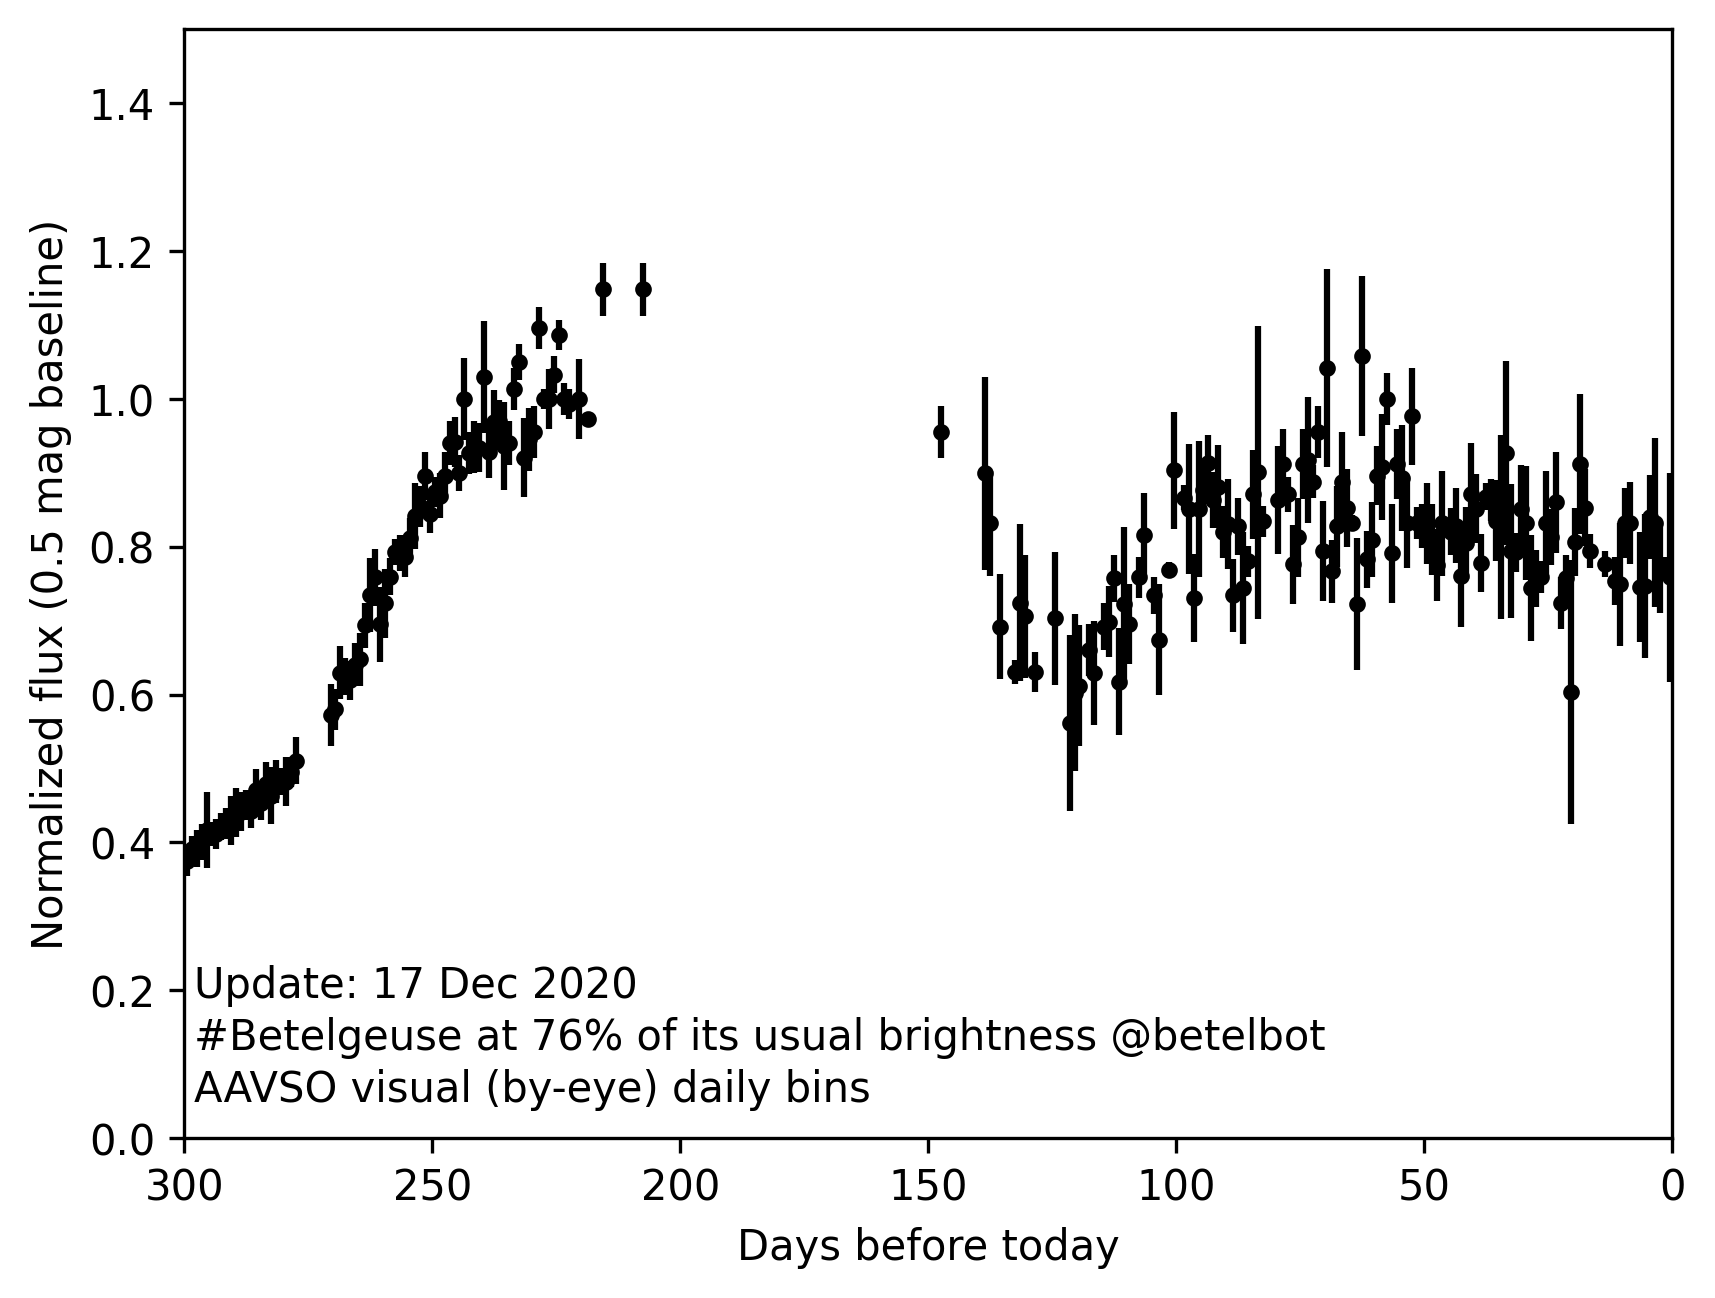 1.4
1.2
1.0
0.8
0.6
0.4
0.2
0.0
Normalized flux (0.5 mag baseline)
Update: 17 Dec 2020
#Betelgeuse at 76% of its usual brightness @betelbot
AAVSO visual (by-eye) daily bins
300 250 200 150 100 50 0
Days before today